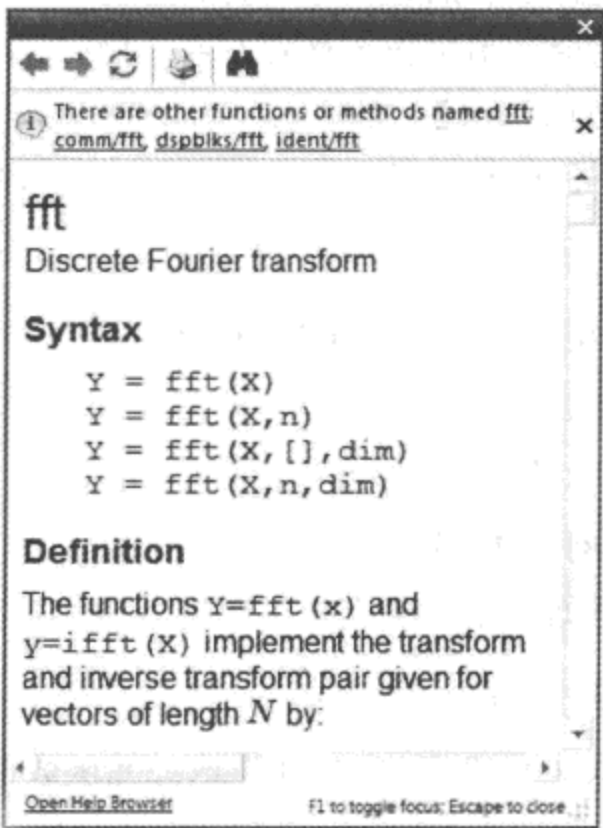 There are other functions or methods named fft:
comm/fft, dspblks/fft, ident/fft
fft
Discrete Fourier transform
Syntax
Y = fft(X)
Y = fft(X,n)
Y = fft(X,[],dim)
Y = fft(X,n,dim)
Definition
The functions Y=fft(x) and
y=ifft(X) implement the transform
and inverse transform pair given for
vectors of length N by:
Open Help Browser F1 to toggle focus; Escape to close